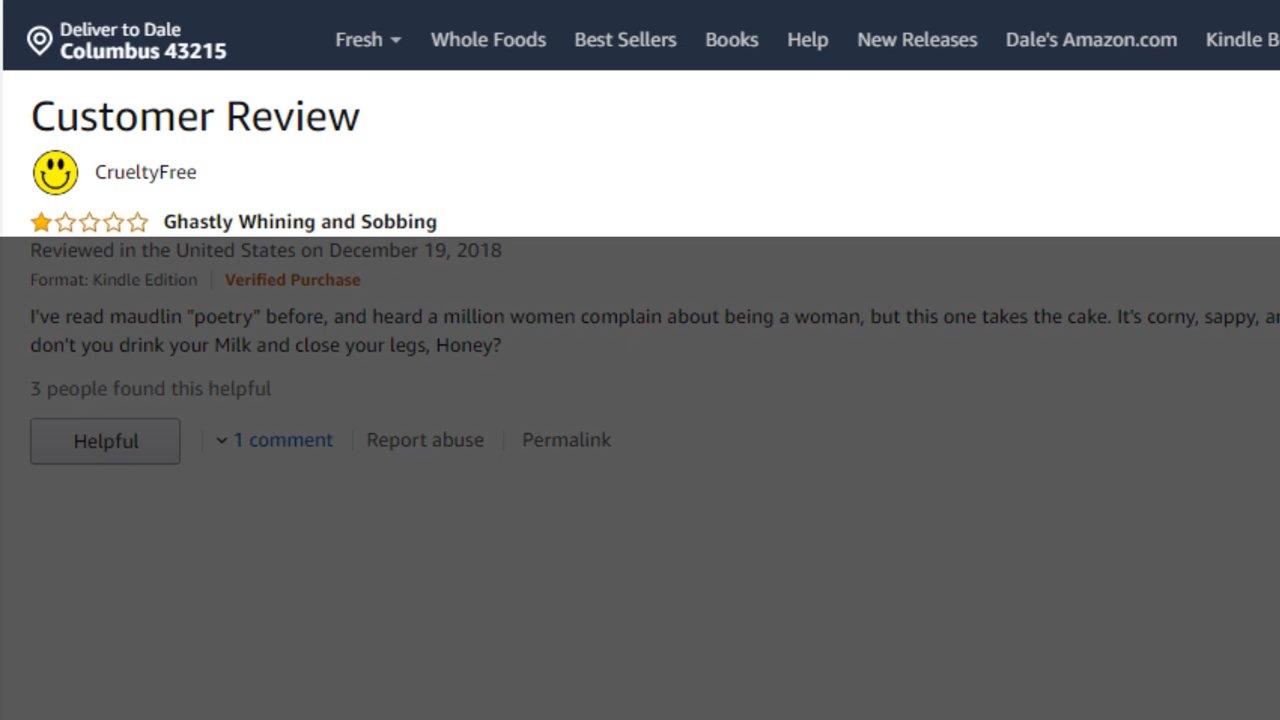 Deliver to Dale
Columbus 43215
Fresh Whole Foods Best Sellers Books Help New Releases Dale's Amazon.com Kindle B
Customer Review
CrueltyFree
Ghastly Whining and Sobbing
Reviewed in the United States on December 19, 2018
Format: Kindle Edition Verified Purchase
I've read maudlin "poetry" before, and heard a million women complain about being a woman, but this one takes the cake. It's corny, sappy, an
don't you drink your Milk and close your legs, Honey?
3 people found this helpful
Helpful 1 comment Report abuse Permalink